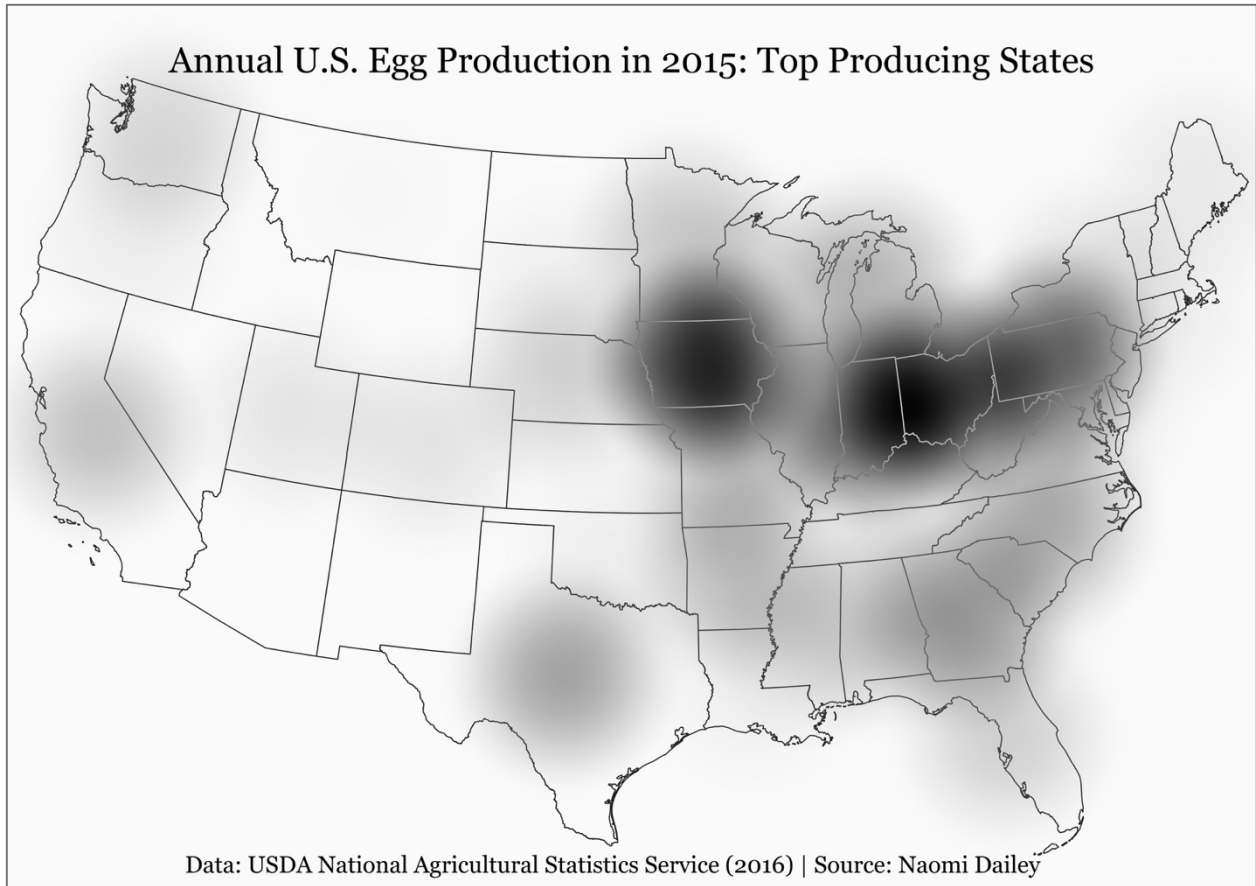 Annual U.S. Egg Production in 2015: Top Producing States
Data: USDA National Agricultural Statistics Service (2016) | Source: Naomi Dailey